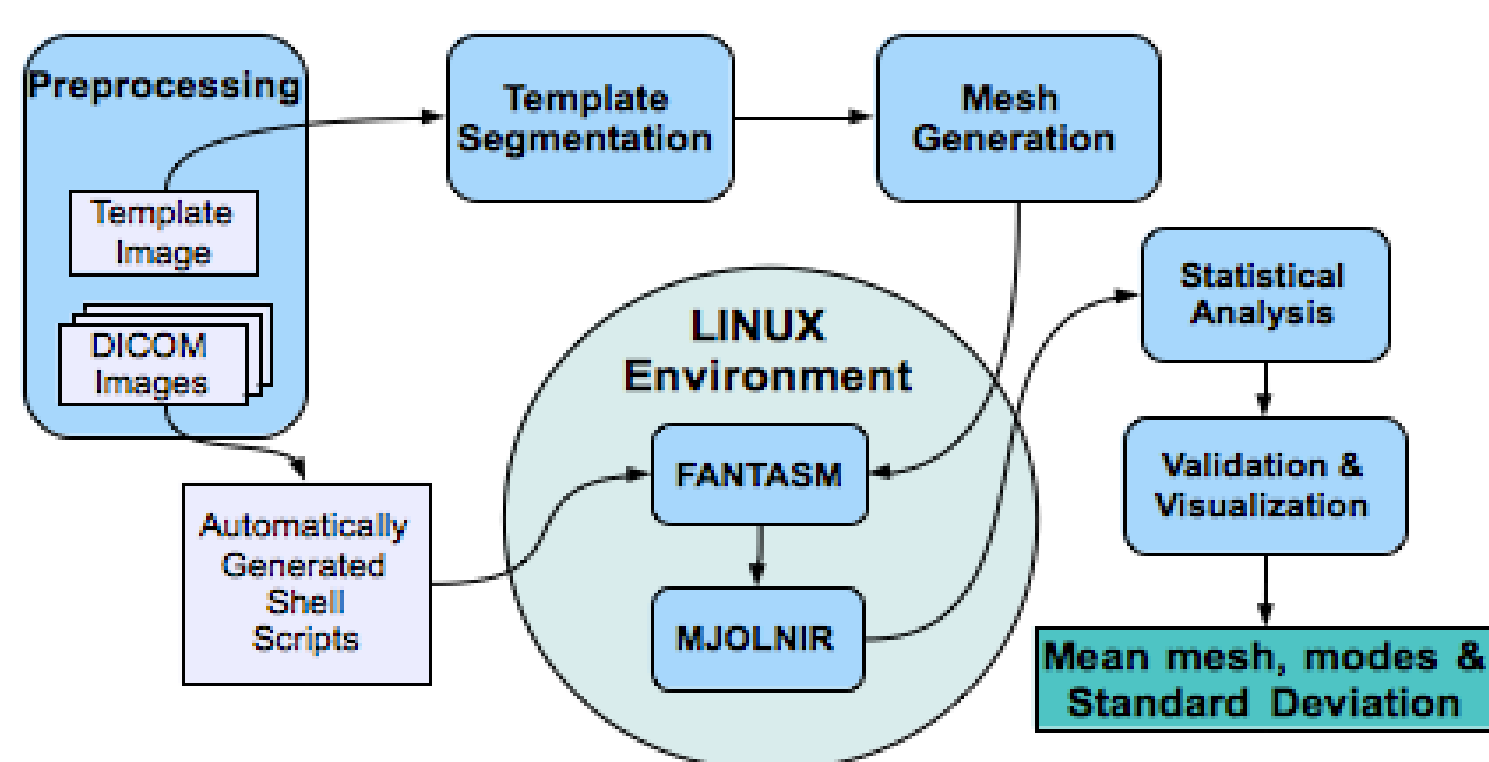 Preprocessing
Template
Image
DICOM
Images
Template
Segmentation
Mesh
Generation
Automatically
Generated
Shell
Scripts
LINUX
Environment
FANTASM
MJOLNIR
Statistical
Analysis
Validation &
Visualization
Mean mesh, modes &
Standard Deviation